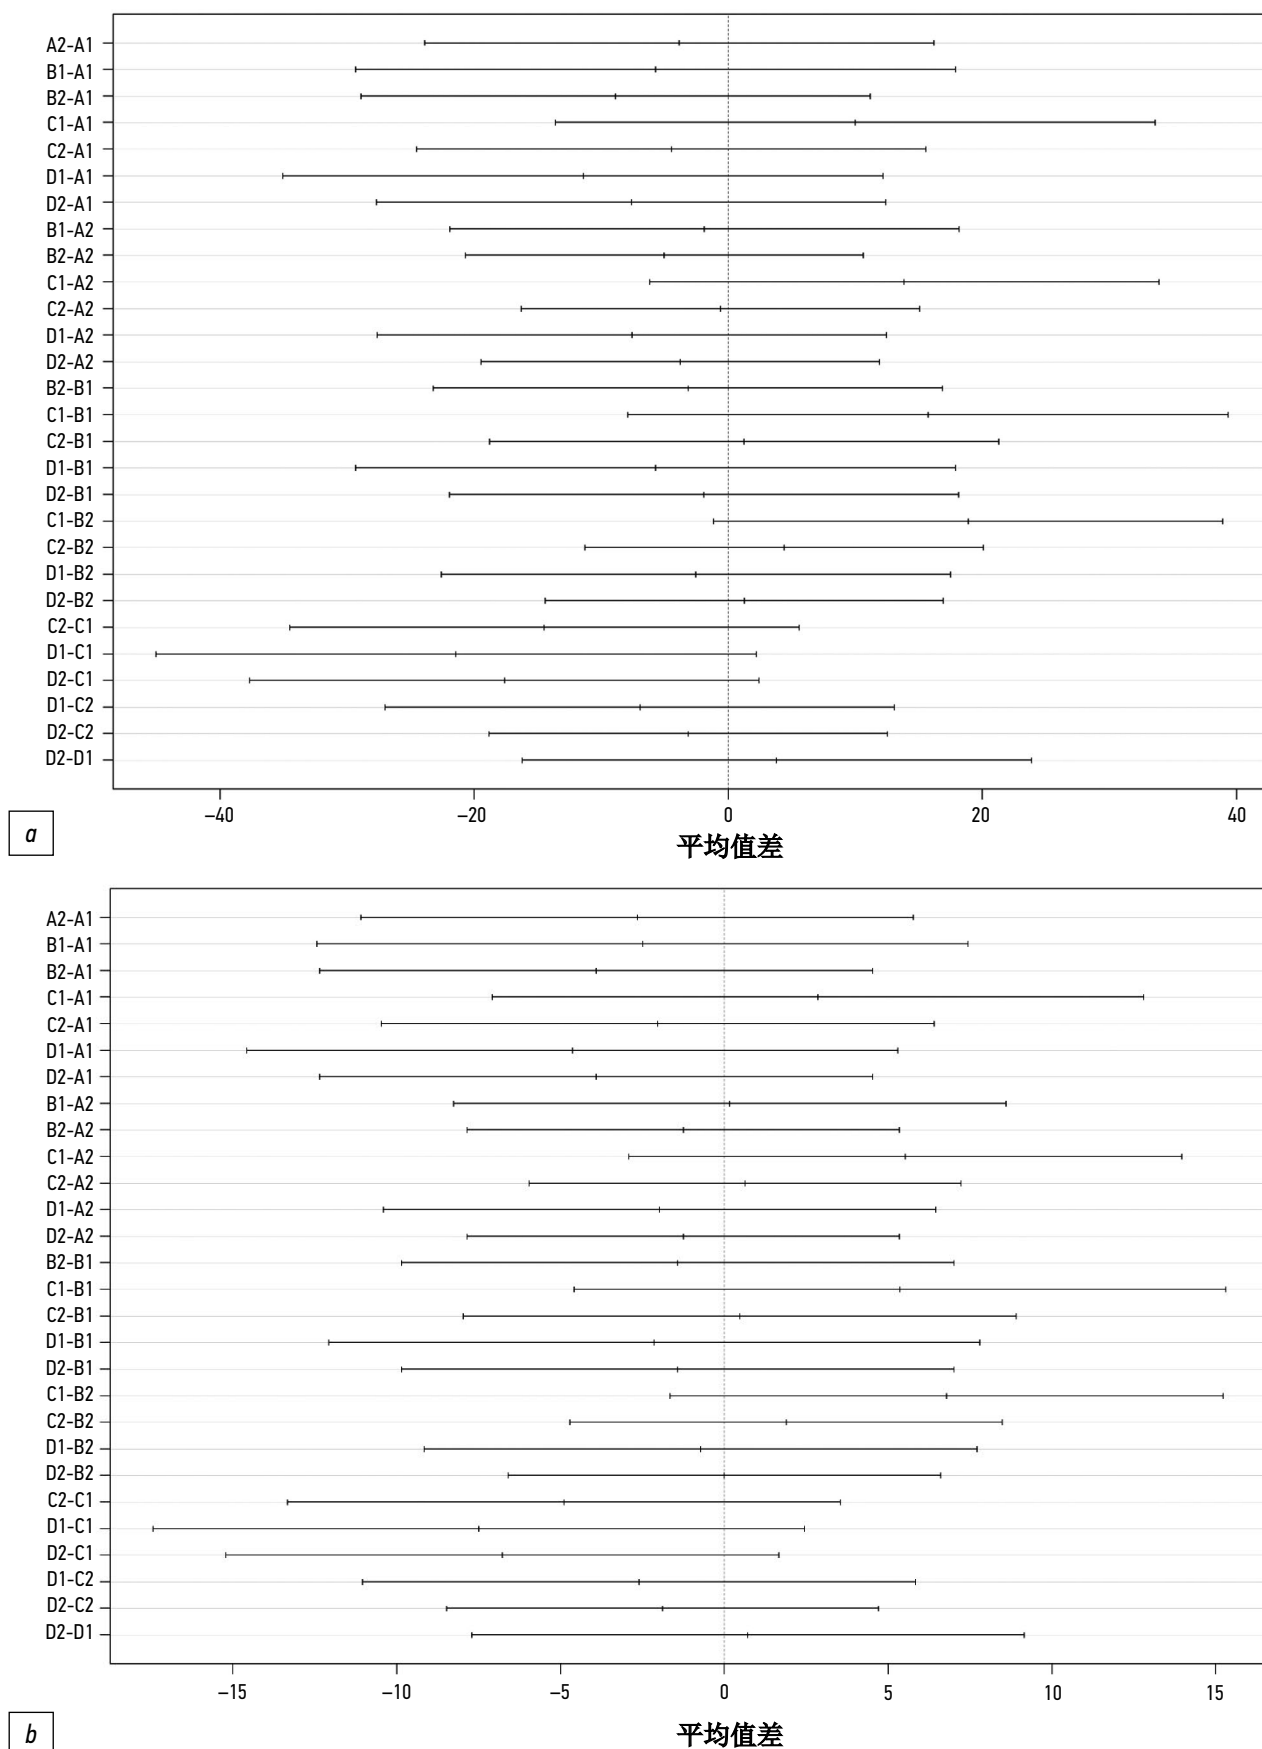 A2-A1
B1-A1
B2-A1
C1-A1
C2-A1
D1-A1
D2-A1
B1-A2
B2-A2
C1-A2
C2-A2
D1-A2
D2-A2
B2-B1
C1-B1
C2-B1
D1-B1
D2-B1
C1-B2
C2-B2
D1-B2
D2-B2
C2-C1
D1-C1
D2-C1
D1-C2
D2-C2
D2-D1
–40 –20 0 20 40
a
平均值差
A2-A1
B1-A1
B2-A1
C1-A1
C2-A1
D1-A1
D2-A1
B1-A2
B2-A2
C1-A2
C2-A2
D1-A2
D2-A2
B2-B1
C1-B1
C2-B1
D1-B1
D2-B1
C1-B2
C2-B2
D1-B2
D2-B2
C2-C1
D1-C1
D2-C1
D1-C2
D2-C2
D2-D1
–15 –10 –5 0 5 10 15
b
平均值差